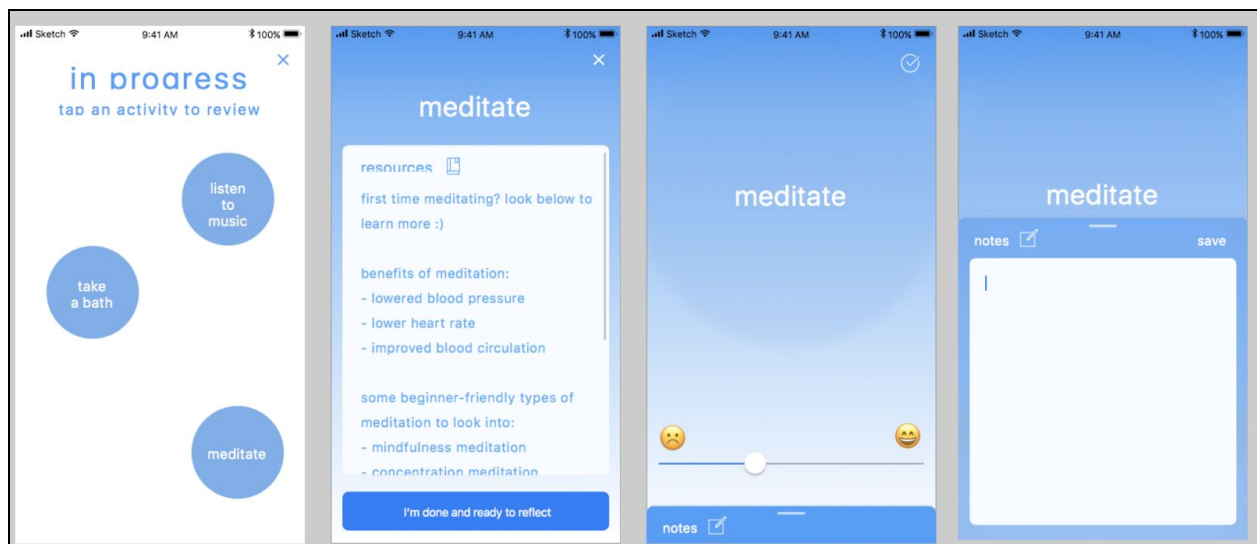 Sketch 9:41 AM 100%
in progress
tap an activity to review
listen
to
music
take
a bath
meditate
Sketch 9:41 AM 100%
meditate
resources
first time meditating? look below to
learn more :)
benefits of meditation:
- lowered blood pressure
- lower heart rate
- improved blood circulation
some beginner-friendly types of
meditation to look into:
- mindfulness meditation
- concentration meditation
I'm done and ready to reflect
Sketch 9:41 AM 100%
meditate
notes
Sketch 9:41 AM 100%
meditate
notes save